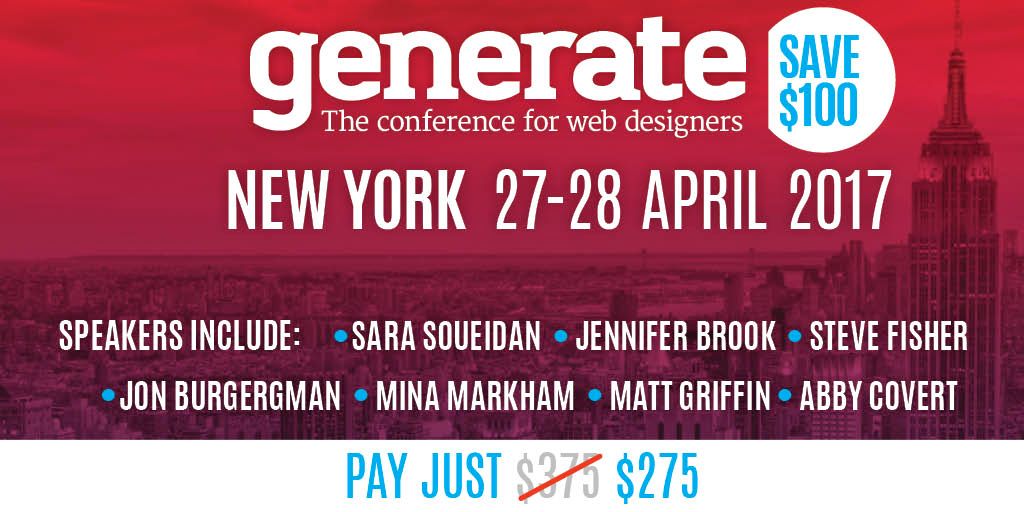 generate
The conference for web designers
SAVE
$100
NEW YORK 27-28 APRIL 2017
SPEAKERS INCLUDE: • SARA SOUEIDAN • JENNIFER BROOK • STEVE FISHER
• JON BURGERGMAN • MINA MARKHAM • MATT GRIFFIN • ABBY COVERT
PAY JUST $375 $275